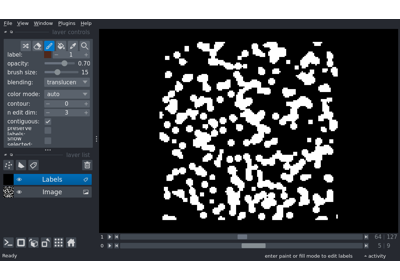 File View Window Plugins Help
layer controls
label: 1
opacity: 0.70
brush size: 15
blending: translucen
color mode: auto
contour: 0
n edit dim: 3
contiguous:
preserve
labels:
show
selected:
layer list
Labels
Image
1 64 127
0 5 9
Ready enter paint or fill mode to edit labels activity